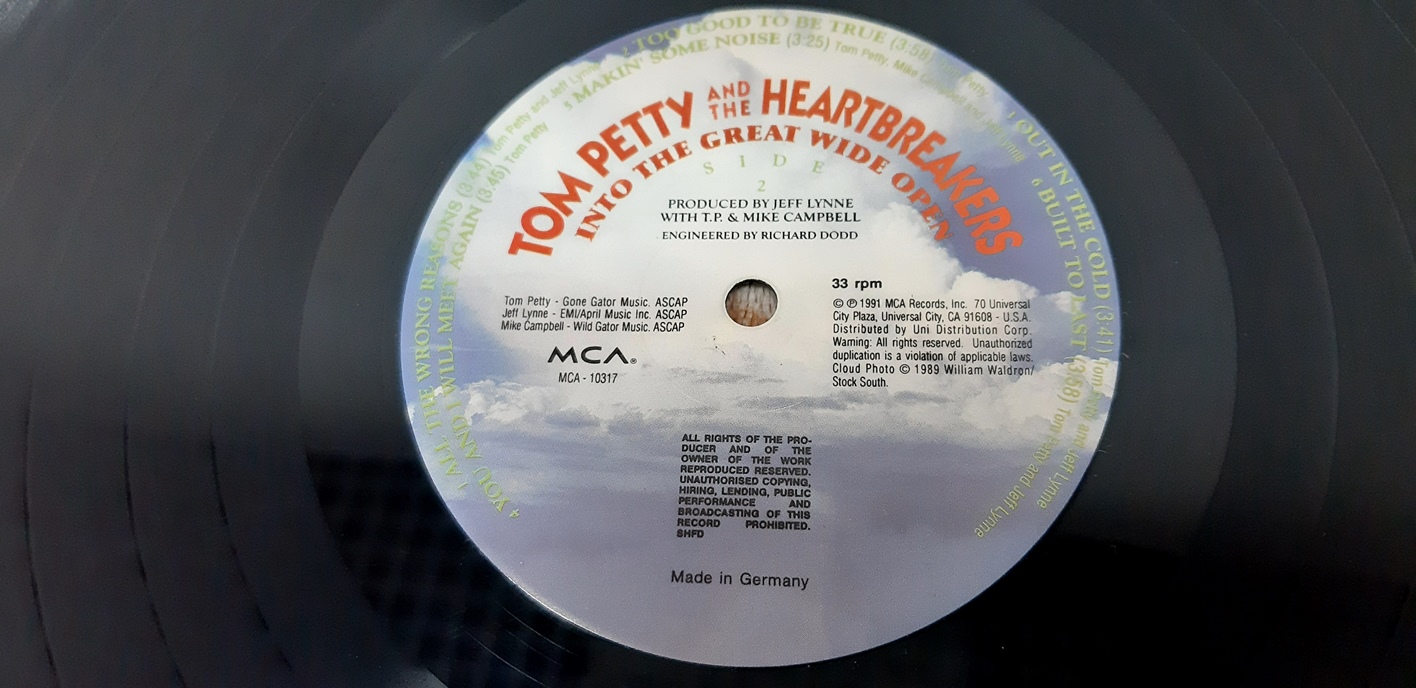 1 ALL THE WRONG REASONS (3:44) Tom Petty and Jeff Lynne
2 TOO GOOD TO BE TRUE (3:58) Tom Petty
3 OUT IN THE COLD (3:41) Tom Petty and Jeff Lynne
4 YOU AND I WILL MEET AGAIN (3.45) Tom Petty
5 MAKIN' SOME NOISE (3.25) Tom Petty, Mike Campbell and Jeff Lynne
6 BUILT TO LAST (3:58) Tom Petty and Jeff Lynne
TOM PETTY AND THE HEARTBREAKERS
INTO THE GREAT WIDE OPEN
SIDE
2
PRODUCED BY JEFF LYNNE
WITH T.P. & MIKE CAMPBELL
ENGINEERED BY RICHARD DODD
Tom Petty - Gone Gator Music. ASCAP
Jeff Lynne - EMI/April Music Inc. ASCAP
Mike Campbell - Wild Gator Music. ASCAP
MCA®
MCA - 10317
33 rpm
© ℗ 1991 MCA Records, Inc. 70 Universal
City Plaza, Universal City, CA 91608 - U.S.A.
Distributed by Uni Distribution Corp.
Warning: All rights reserved. Unauthorized
duplication is a violation of applicable laws.
Cloud Photo © 1989 William Waldron/
Stock South.
ALL RIGHTS OF THE PRO-
DUCER AND OF THE
OWNER OF THE WORK
REPRODUCED RESERVED.
UNAUTHORISED COPYING,
HIRING, LENDING, PUBLIC
PERFORMANCE AND
BROADCASTING OF THIS
RECORD PROHIBITED.
SHFD
Made in Germany